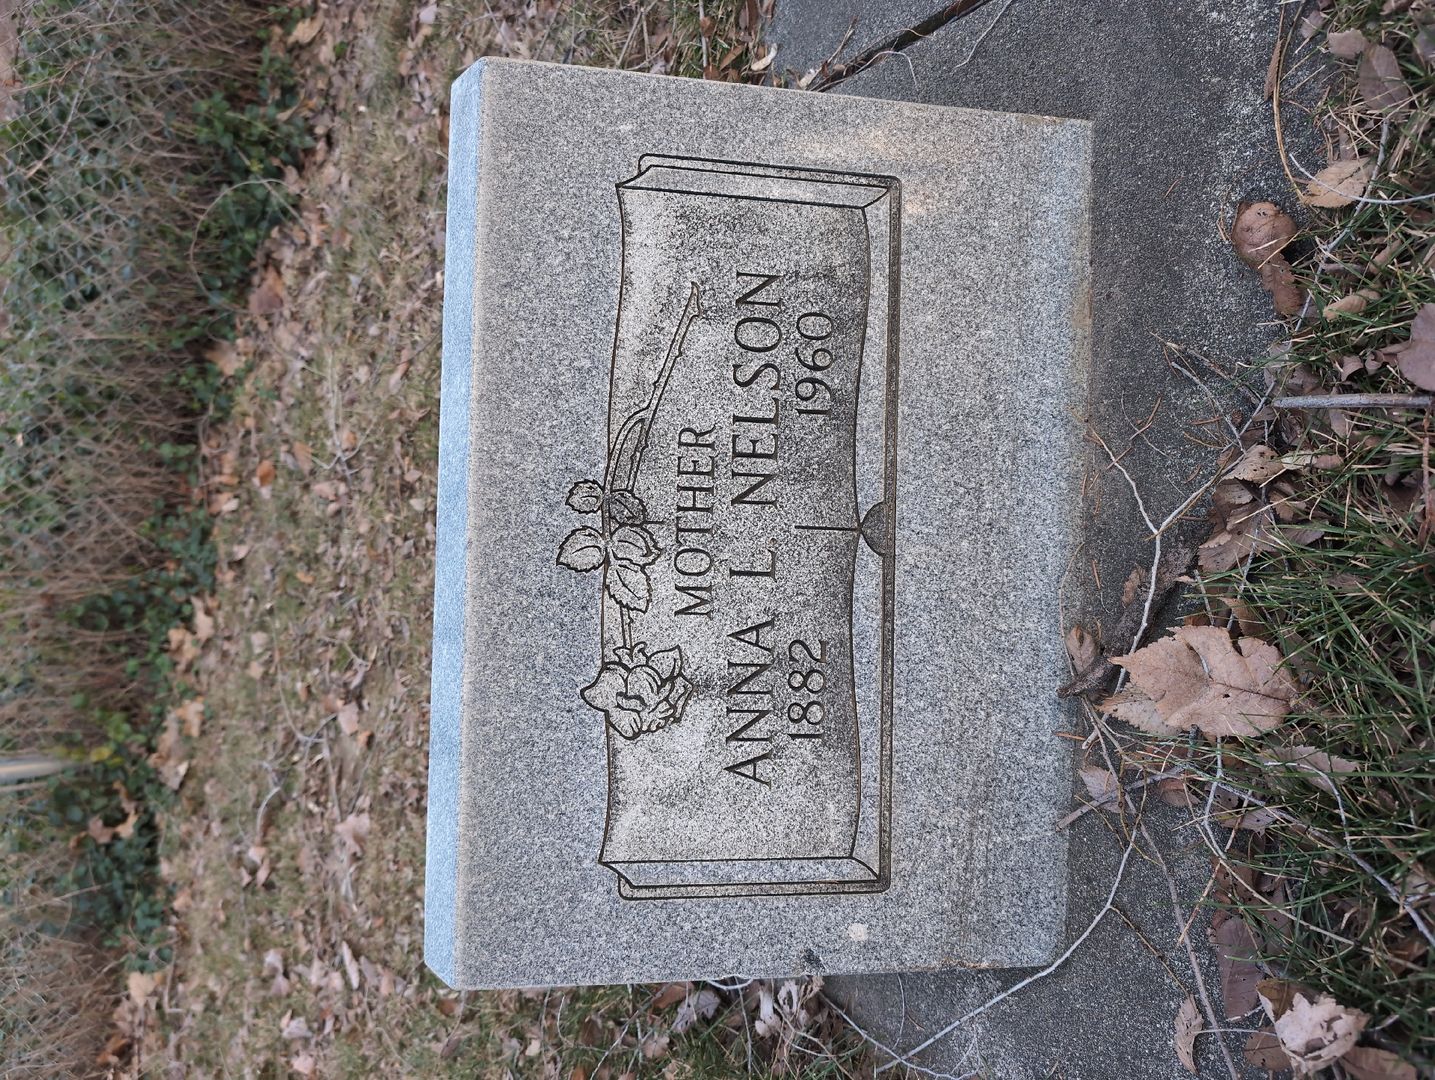 MOTHER
ANNA L. NELSON
1882 1960